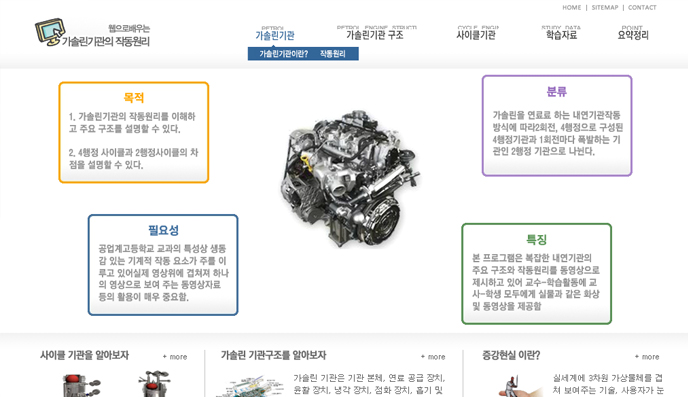 HOME | SITEMAP | CONTACT
웹으로배우는
가솔린기관의 작동원리
PETROL PETROL ENGINE STRUCTI CYCLE ENGII STUDY DATA POINT
가솔린기관 가솔린기관 구조 사이클기관 학습자료 요약정리
가솔린기관이란? 작동원리
목적
1. 가솔린기관의 작동원리를 이해하
고 주요 구조를 설명할 수 있다.
2. 4행정 사이클과 2행정사이클의 차
점을 설명할 수 있다.
분류
가솔린을 연료로 하는 내연기관작동
방식에 따라2회전, 4행정으로 구성된
4행정기관과 1회전마다 폭발하는 기
관인 2행정 기관으로 나뉜다.
필요성
공업계고등학교 교과의 특성상 생동
감 있는 기계적 작동 요소가 주를 이
루고 있어실제 영상위에 겹쳐져 하나
의 영상으로 보여 주는 동영상자료
등의 활용이 매우 중요함.
특징
본 프로그램은 복잡한 내연기관의
주요 구조와 작동원리를 동영상으로
제시하고 있어 교수-학습활동에 교
사-학생 모두에게 실물과 같은 화상
및 동영상을 제공함
사이클 기관을 알아보자 + more
가솔린 기관구조를 알아보자 + more
가솔린 기관은 기관 본체, 연료 공급 장치,
윤활 장치, 냉각 장치, 점화 장치, 흡기 및
증강현실 이란? + more
실세계에 3차원 가상물체를 겹
쳐 보여주는 기술, 사용자가 눈